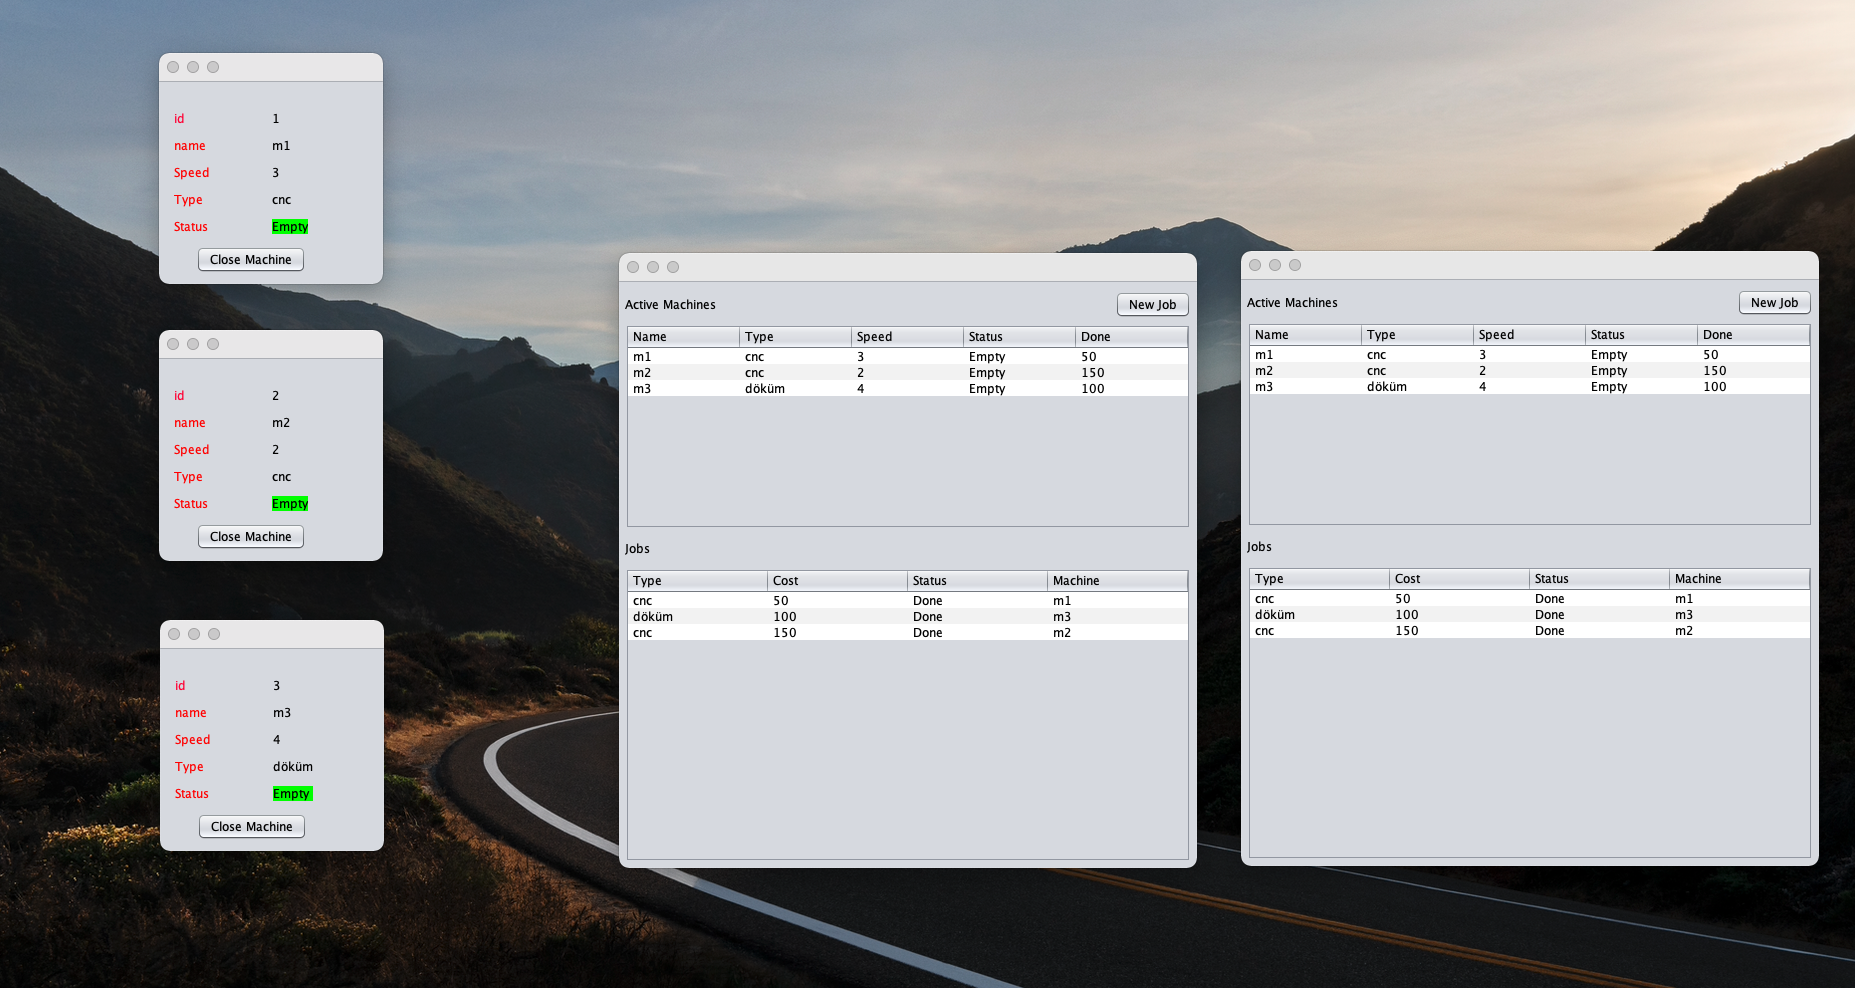 id 1
name m1
Speed 3
Type cnc
Status Empty
Close Machine
id 2
name m2
Speed 2
Type cnc
Status Empty
Close Machine
id 3
name m3
Speed 4
Type döküm
Status Empty
Close Machine
Active Machines New Job
Name Type Speed Status Done
m1 cnc 3 Empty 50
m2 cnc 2 Empty 150
m3 döküm 4 Empty 100
Jobs
Type Cost Status Machine
cnc 50 Done m1
döküm 100 Done m3
cnc 150 Done m2
Active Machines New Job
Name Type Speed Status Done
m1 cnc 3 Empty 50
m2 cnc 2 Empty 150
m3 döküm 4 Empty 100
Jobs
Type Cost Status Machine
cnc 50 Done m1
döküm 100 Done m3
cnc 150 Done m2